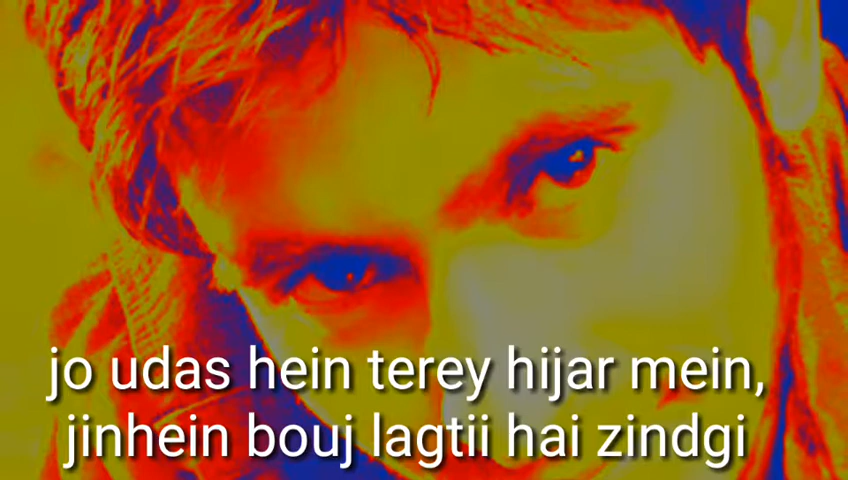 jo udas hein terey hijar mein,
jinhein bouj lagtii hai zindgi